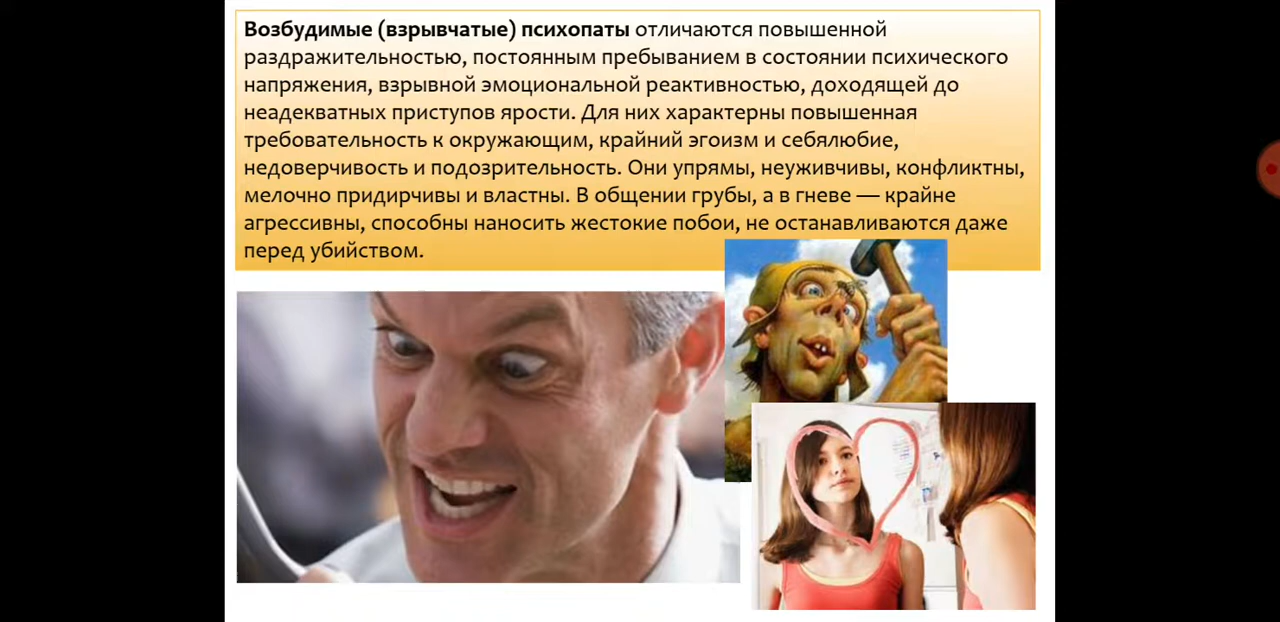 Возбудимые (взрывчатые) психопаты отличаются повышенной
раздражительностью, постоянным пребыванием в состоянии психического
напряжения, взрывной эмоциональной реактивностью, доходящей до
неадекватных приступов ярости. Для них характерны повышенная
требовательность к окружающим, крайний эгоизм и себялюбие,
недоверчивость и подозрительность. Они упрямы, неуживчивы, конфликтны,
мелочно придирчивы и властны. В общении грубы, а в гневе — крайне
агрессивны, способны наносить жестокие побои, не останавливаются даже
перед убийством.